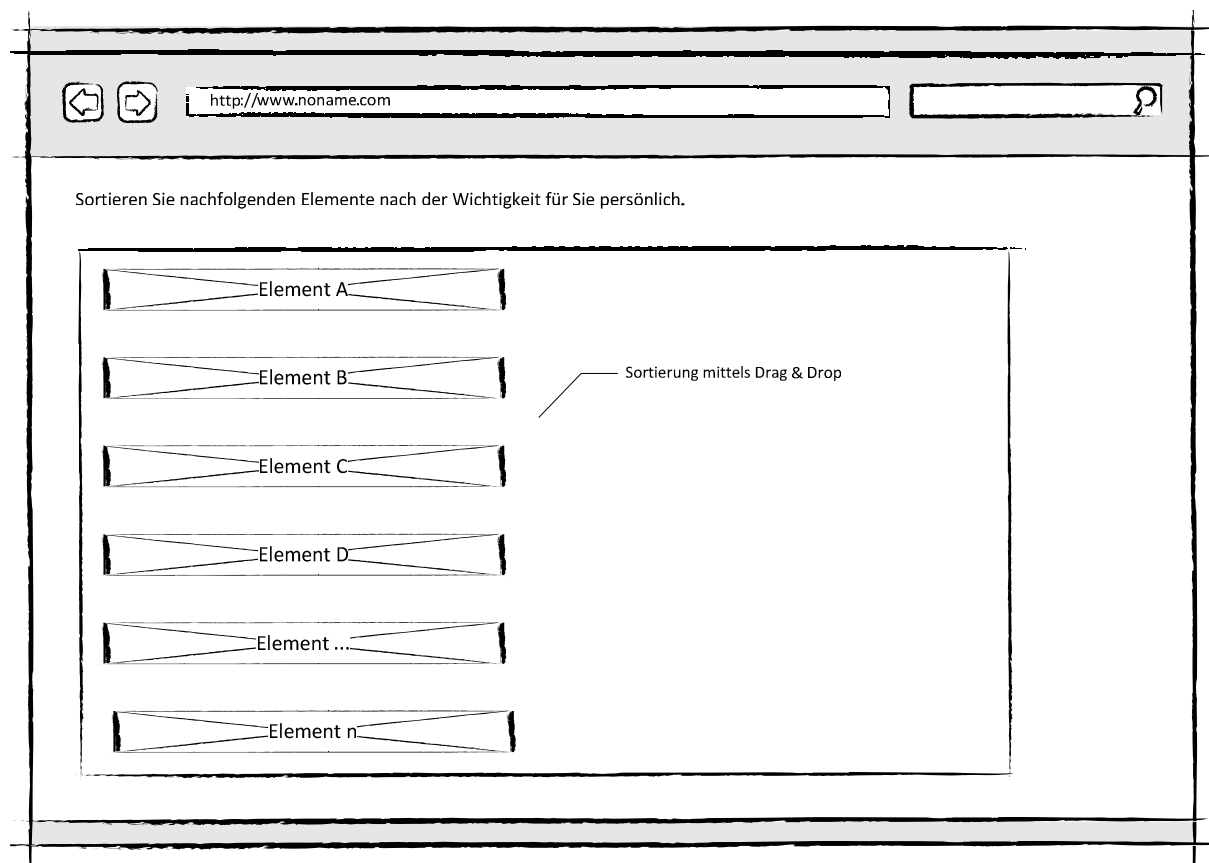 http://www.noname.com
Sortieren Sie nachfolgenden Elemente nach der Wichtigkeit für Sie persönlich.
Element A
Element B
Sortierung mittels Drag & Drop
Element C
Element D
Element ...
Element n